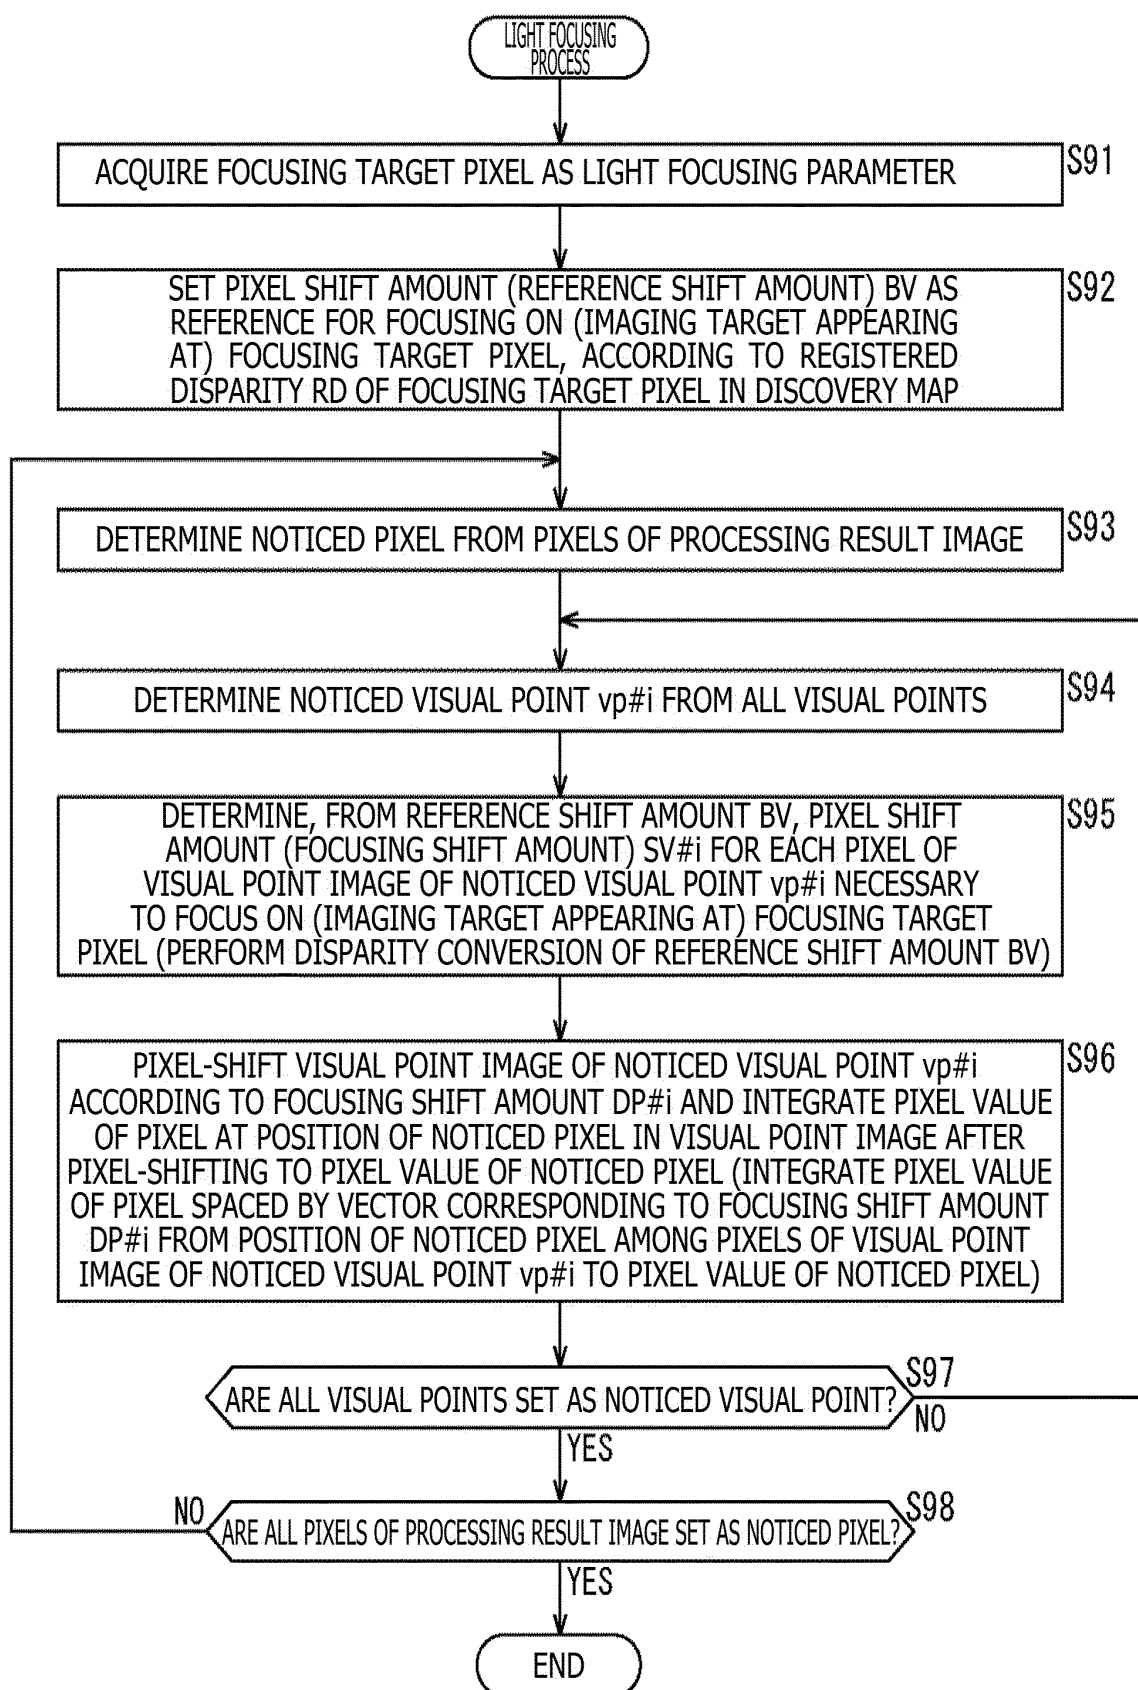 LIGHT FOCUSING
PROCESS
ACQUIRE FOCUSING TARGET PIXEL AS LIGHT FOCUSING PARAMETER
S91
SET PIXEL SHIFT AMOUNT (REFERENCE SHIFT AMOUNT) BV AS
REFERENCE FOR FOCUSING ON (IMAGING TARGET APPEARING
AT) FOCUSING TARGET PIXEL, ACCORDING TO REGISTERED
DISPARITY RD OF FOCUSING TARGET PIXEL IN DISCOVERY MAP
S92
DETERMINE NOTICED PIXEL FROM PIXELS OF PROCESSING RESULT IMAGE
S93
DETERMINE NOTICED VISUAL POINT vp#i FROM ALL VISUAL POINTS
S94
DETERMINE, FROM REFERENCE SHIFT AMOUNT BV, PIXEL SHIFT
AMOUNT (FOCUSING SHIFT AMOUNT) SV#i FOR EACH PIXEL OF
VISUAL POINT IMAGE OF NOTICED VISUAL POINT vp#i NECESSARY
TO FOCUS ON (IMAGING TARGET APPEARING AT) FOCUSING TARGET
PIXEL (PERFORM DISPARITY CONVERSION OF REFERENCE SHIFT AMOUNT BV)
S95
PIXEL-SHIFT VISUAL POINT IMAGE OF NOTICED VISUAL POINT vp#i
ACCORDING TO FOCUSING SHIFT AMOUNT DP#i AND INTEGRATE PIXEL VALUE
OF PIXEL AT POSITION OF NOTICED PIXEL IN VISUAL POINT IMAGE AFTER
PIXEL-SHIFTING TO PIXEL VALUE OF NOTICED PIXEL (INTEGRATE PIXEL VALUE
OF PIXEL SPACED BY VECTOR CORRESPONDING TO FOCUSING SHIFT AMOUNT
DP#i FROM POSITION OF NOTICED PIXEL AMONG PIXELS OF VISUAL POINT
IMAGE OF NOTICED VISUAL POINT vp#i TO PIXEL VALUE OF NOTICED PIXEL)
S96
ARE ALL VISUAL POINTS SET AS NOTICED VISUAL POINT?
S97
NO
YES
NO
ARE ALL PIXELS OF PROCESSING RESULT IMAGE SET AS NOTICED PIXEL?
S98
YES
END